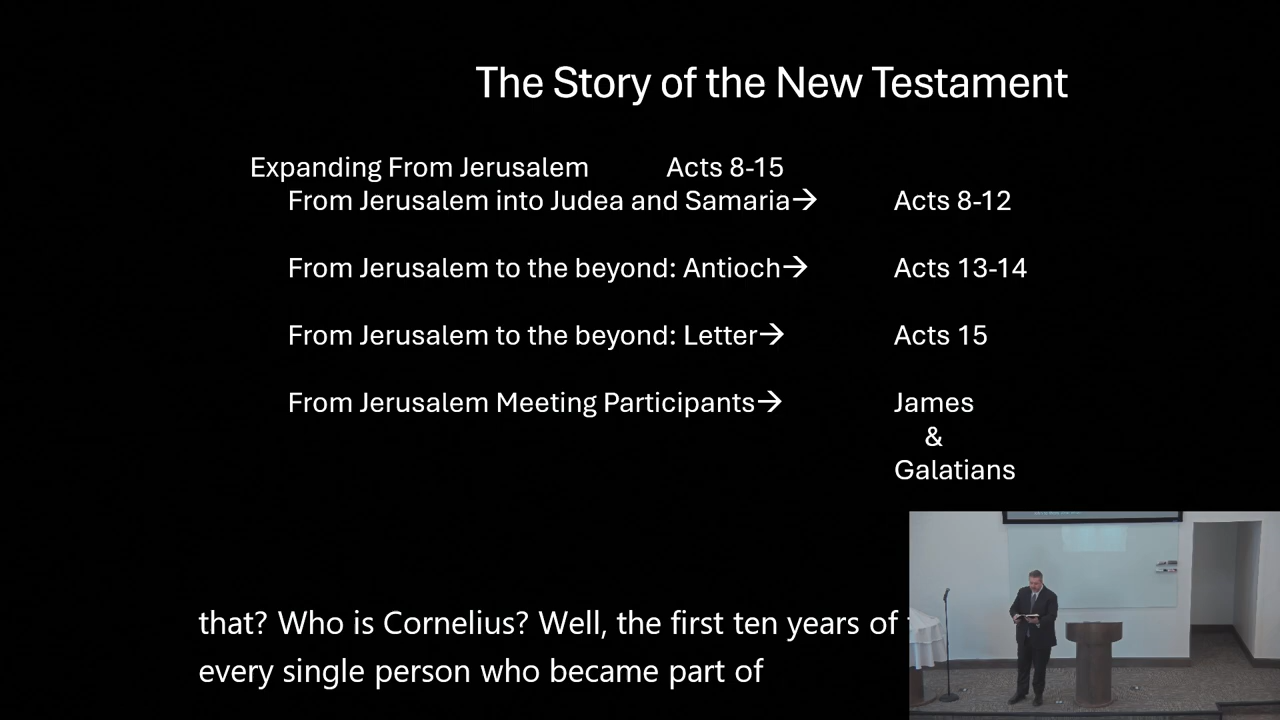 The Story of the New Testament
Expanding From Jerusalem Acts 8-15
From Jerusalem into Judea and Samaria→ Acts 8-12
From Jerusalem to the beyond: Antioch→ Acts 13-14
From Jerusalem to the beyond: Letter→ Acts 15
From Jerusalem Meeting Participants→ James
&
Galatians
that? Who is Cornelius? Well, the first ten years of
every single person who became part of